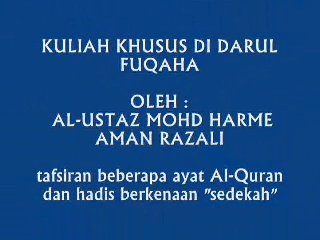 KULIAH KHUSUS DI DARUL
FUQAHA
OLEH :
AL-USTAZ MOHD HARME
AMAN RAZALI
tafsiran beberapa ayat Al-Quran
dan hadis berkenaan "sedekah"